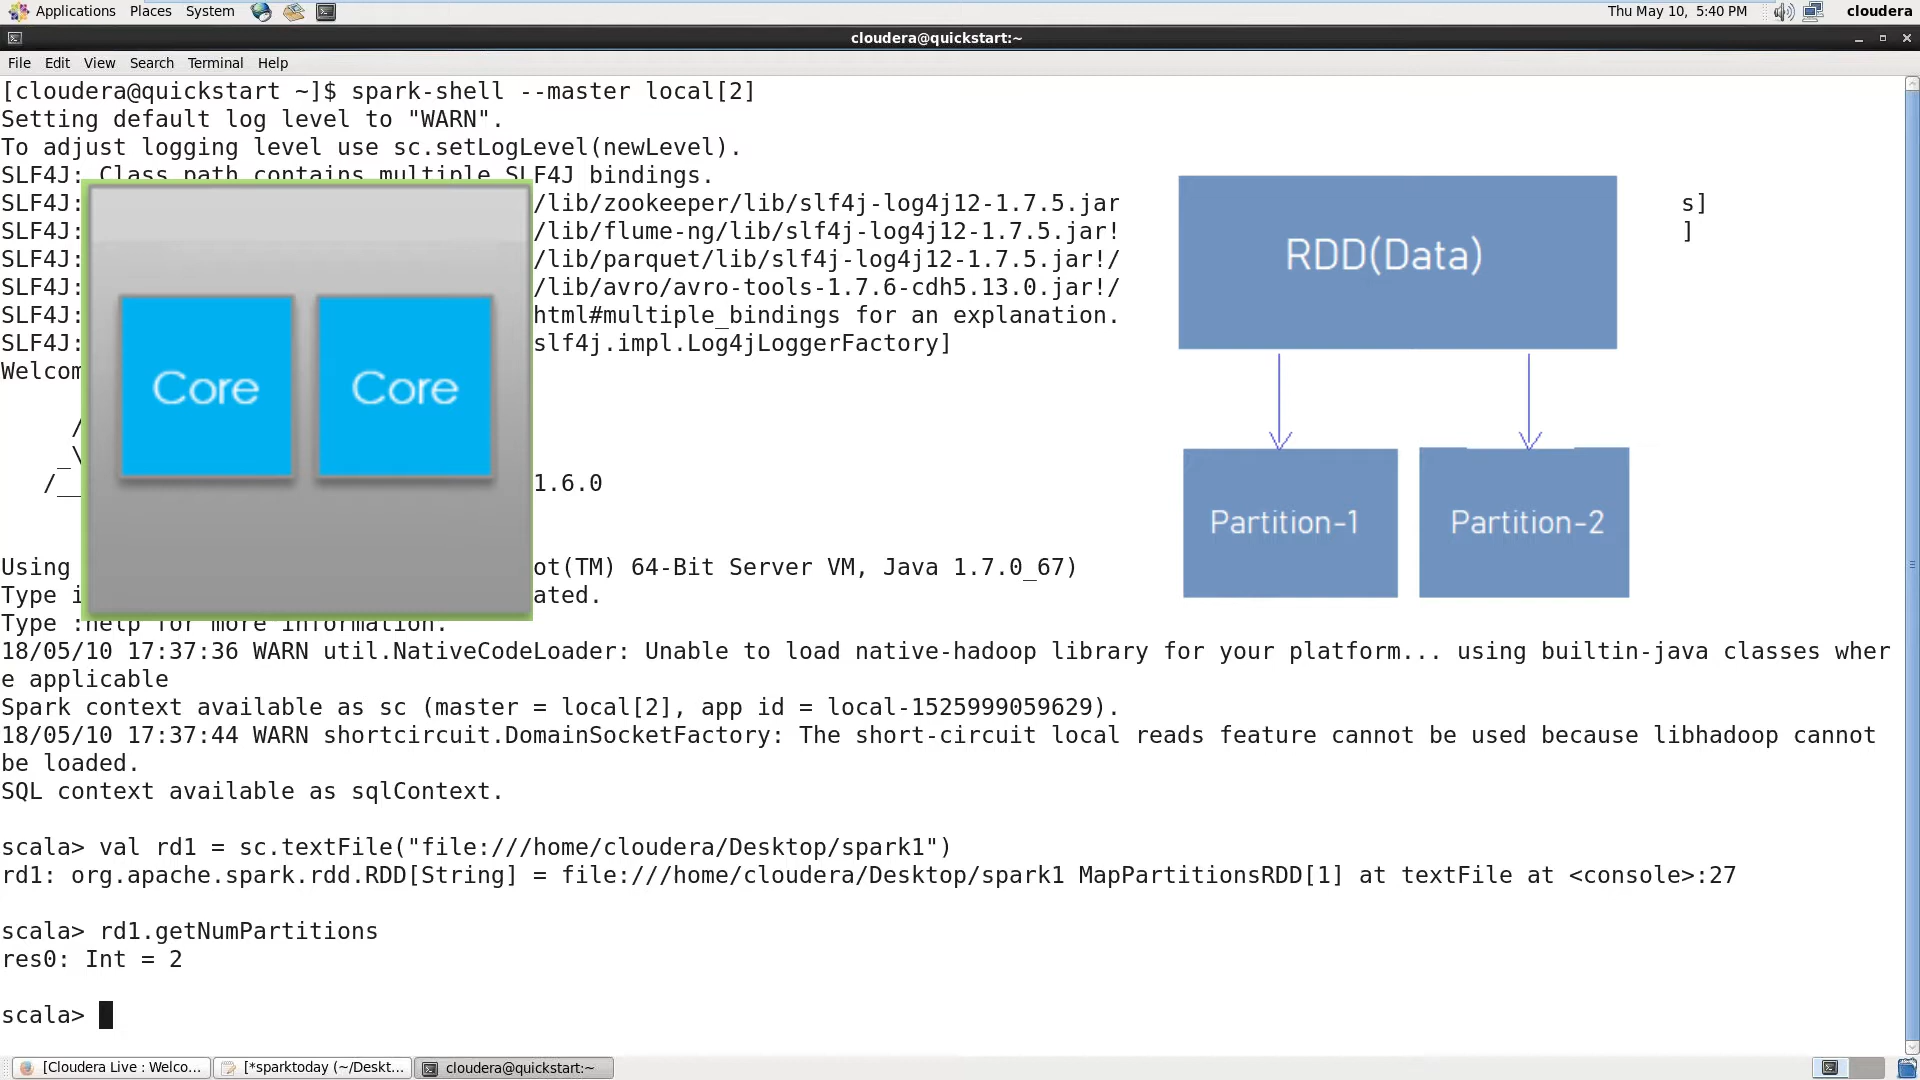 Applications Places System
Thu May 10, 5:40 PM
cloudera
cloudera@quickstart:~
File Edit View Search Terminal Help
[cloudera@quickstart ~]$ spark-shell --master local[2]
Setting default log level to "WARN".
To adjust logging level use sc.setLogLevel(newLevel).
SLF4J: Class path contains multiple SLF4J bindings.
SLF4J: /lib/zookeeper/lib/slf4j-log4j12-1.7.5.jar s]
SLF4J: /lib/flume-ng/lib/slf4j-log4j12-1.7.5.jar! ]
SLF4J: /lib/parquet/lib/slf4j-log4j12-1.7.5.jar!/
SLF4J: /lib/avro/avro-tools-1.7.6-cdh5.13.0.jar!/
SLF4J: html#multiple_bindings for an explanation.
SLF4J: slf4j.impl.Log4jLoggerFactory]
Welcom
/
_\
/__ 1.6.0
Core
Core
RDD(Data)
Partition-1
Partition-2
Using ot(TM) 64-Bit Server VM, Java 1.7.0_67)
Type i ated.
Type :help for more information.
18/05/10 17:37:36 WARN util.NativeCodeLoader: Unable to load native-hadoop library for your platform... using builtin-java classes wher
e applicable
Spark context available as sc (master = local[2], app id = local-1525999059629).
18/05/10 17:37:44 WARN shortcircuit.DomainSocketFactory: The short-circuit local reads feature cannot be used because libhadoop cannot
be loaded.
SQL context available as sqlContext.
scala> val rd1 = sc.textFile("file:///home/cloudera/Desktop/spark1")
rd1: org.apache.spark.rdd.RDD[String] = file:///home/cloudera/Desktop/spark1 MapPartitionsRDD[1] at textFile at <console>:27
scala> rd1.getNumPartitions
res0: Int = 2
scala>
[Cloudera Live : Welco...
[*sparktoday (~/Deskt...
cloudera@quickstart:~